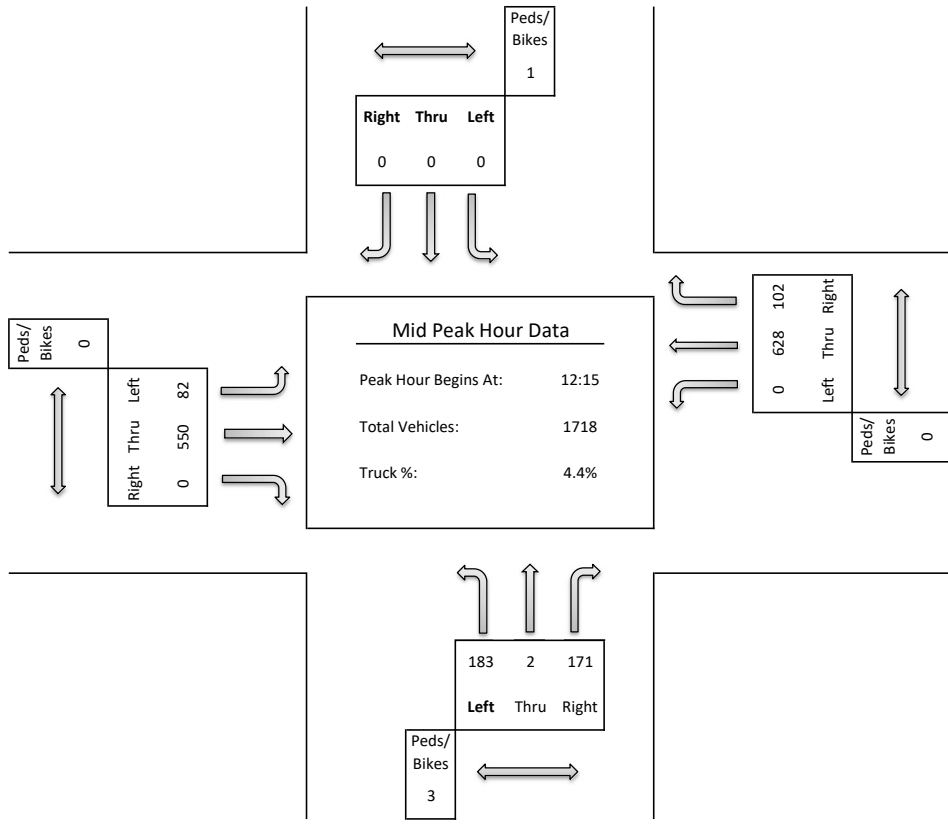 Peds/
Bikes
1
Right Thru Left
0 0 0
102 Right
628 Thru
0 Left
Peds/
Bikes
0
Peds/
Bikes
0
Left 82
Thru 550
Right 0
Mid Peak Hour Data
Peak Hour Begins At: 12:15
Total Vehicles: 1718
Truck %: 4.4%
183 2 171
Left Thru Right
Peds/
Bikes
3